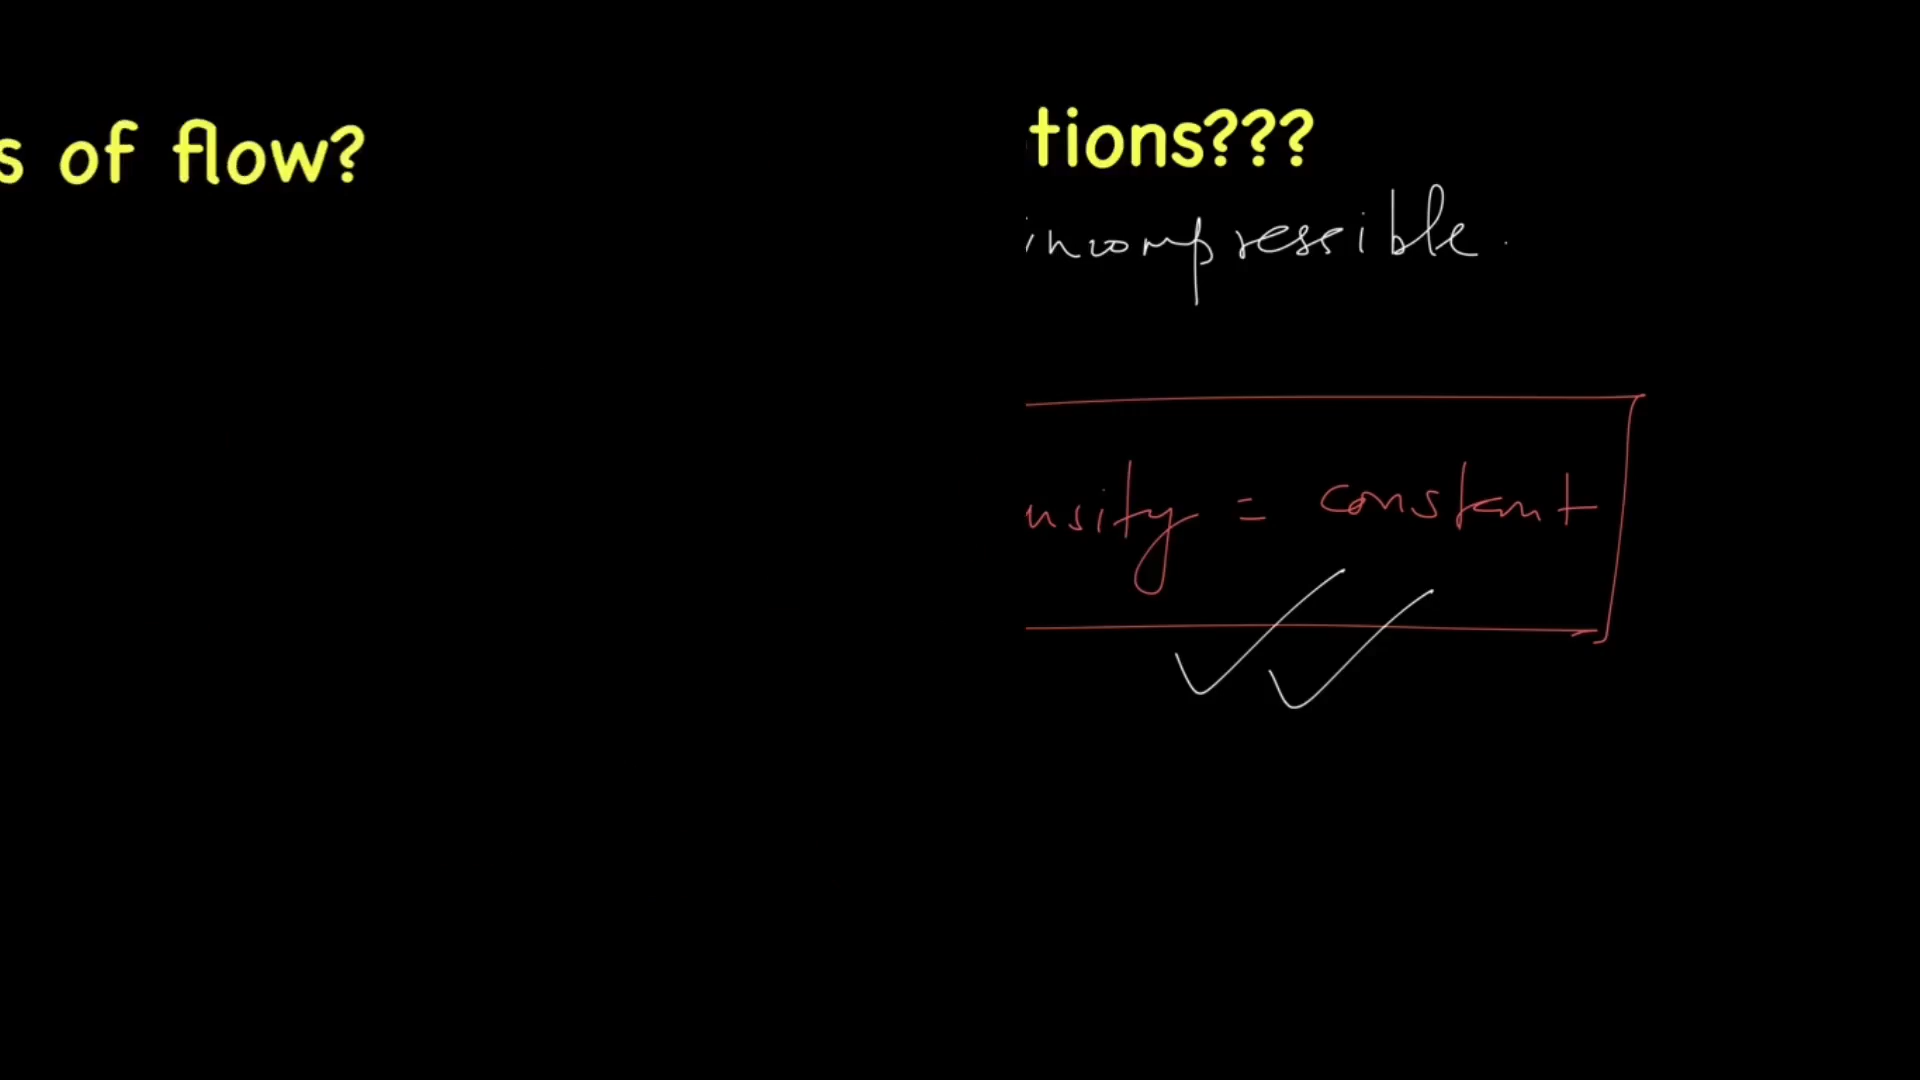 s of flow?
tions???
incompressible.
nsity = constant